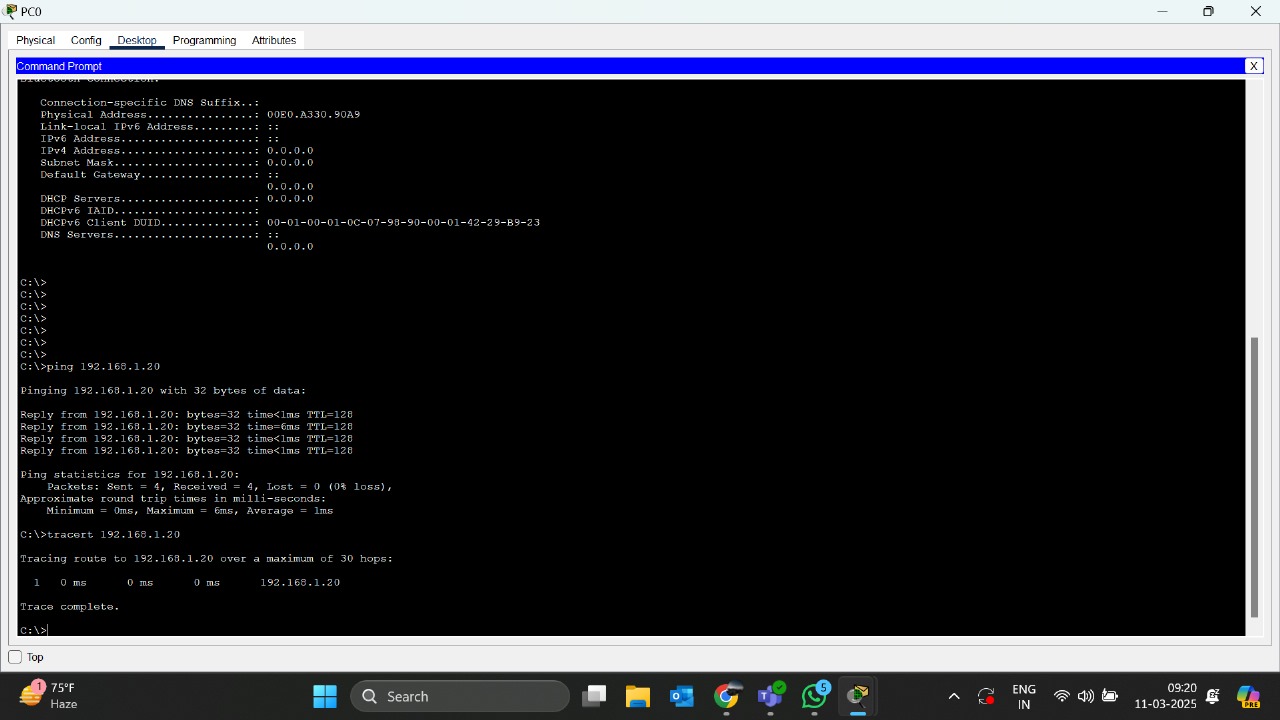 PC0
Physical Config Desktop Programming Attributes
Command Prompt
X
Bluetooth Connection:
Connection-specific DNS Suffix..:
Physical Address................: 00E0.A330.90A9
Link-local IPv6 Address.........: ::
IPv6 Address....................: ::
IPv4 Address....................: 0.0.0.0
Subnet Mask.....................: 0.0.0.0
Default Gateway.................: ::
0.0.0.0
DHCP Servers....................: 0.0.0.0
DHCPv6 IAID.....................:
DHCPv6 Client DUID..............: 00-01-00-01-0C-07-98-90-00-01-42-29-B9-23
DNS Servers.....................: ::
0.0.0.0
C:\>
C:\>
C:\>
C:\>
C:\>
C:\>
C:\>
C:\>ping 192.168.1.20
Pinging 192.168.1.20 with 32 bytes of data:
Reply from 192.168.1.20: bytes=32 time<1ms TTL=128
Reply from 192.168.1.20: bytes=32 time=6ms TTL=128
Reply from 192.168.1.20: bytes=32 time<1ms TTL=128
Reply from 192.168.1.20: bytes=32 time<1ms TTL=128
Ping statistics for 192.168.1.20:
Packets: Sent = 4, Received = 4, Lost = 0 (0% loss),
Approximate round trip times in milli-seconds:
Minimum = 0ms, Maximum = 6ms, Average = 1ms
C:\>tracert 192.168.1.20
Tracing route to 192.168.1.20 over a maximum of 30 hops:
1 0 ms 0 ms 0 ms 192.168.1.20
Trace complete.
C:\>
Top
1
75°F
Haze
Search
5
PRE
ENG
IN
09:20
11-03-2025